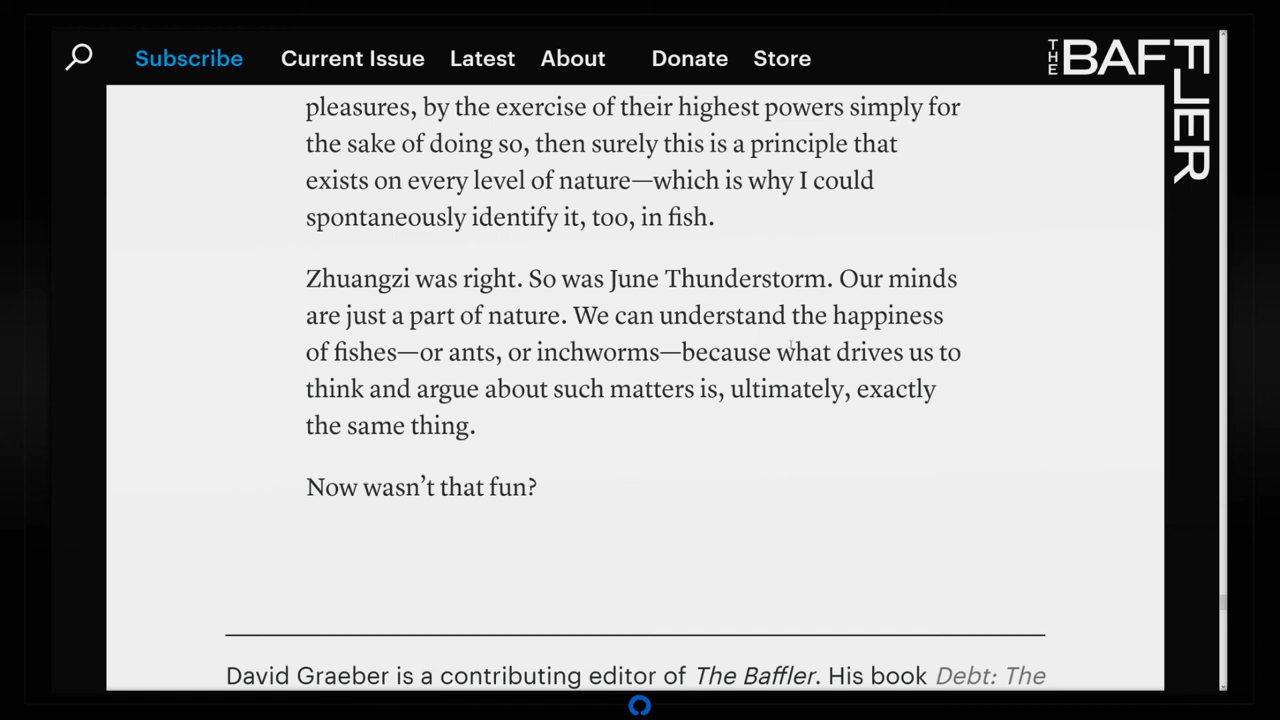 Subscribe Current Issue Latest About Donate Store
THE BAFFLER
pleasures, by the exercise of their highest powers simply for
the sake of doing so, then surely this is a principle that
exists on every level of nature—which is why I could
spontaneously identify it, too, in fish.
Zhuangzi was right. So was June Thunderstorm. Our minds
are just a part of nature. We can understand the happiness
of fishes—or ants, or inchworms—because what drives us to
think and argue about such matters is, ultimately, exactly
the same thing.
Now wasn’t that fun?
David Graeber is a contributing editor of The Baffler. His book Debt: The